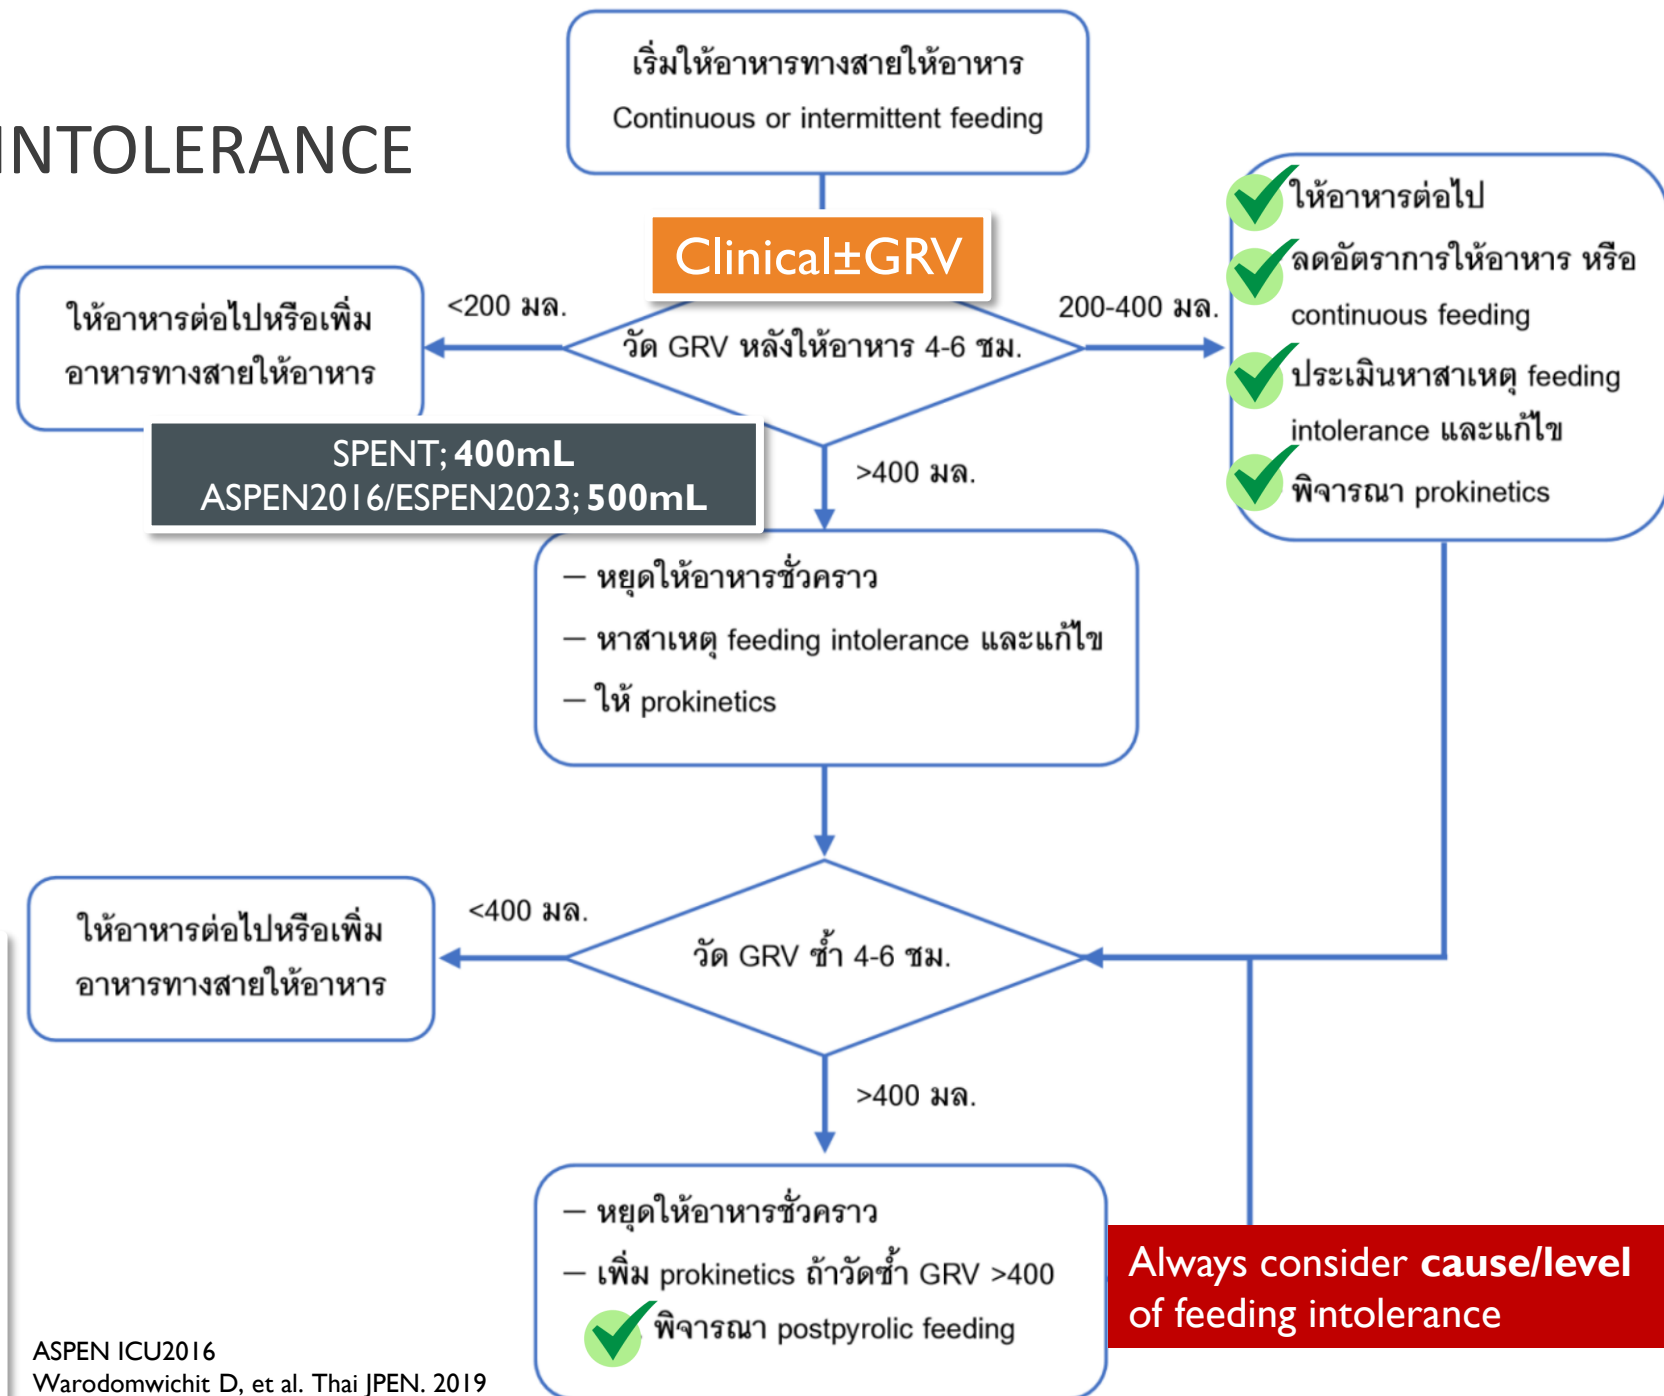 INTOLERANCE
เริ่มให้อาหารทางสายให้อาหาร
Continuous or intermittent feeding
Clinical±GRV
<200 มล.
วัด GRV หลังให้อาหาร 4-6 ชม.
200-400 มล.
ให้อาหารต่อไปหรือเพิ่ม
อาหารทางสายให้อาหาร
ให้อาหารต่อไป
ลดอัตราการให้อาหาร หรือ
continuous feeding
ประเมินหาสาเหตุ feeding
intolerance และแก้ไข
พิจารณา prokinetics
SPENT; 400mL
ASPEN2016/ESPEN2023; 500mL
>400 มล.
– หยุดให้อาหารชั่วคราว
– หาสาเหตุ feeding intolerance และแก้ไข
– ให้ prokinetics
<400 มล.
วัด GRV ซ้ำ 4-6 ชม.
ให้อาหารต่อไปหรือเพิ่ม
อาหารทางสายให้อาหาร
>400 มล.
– หยุดให้อาหารชั่วคราว
– เพิ่ม prokinetics ถ้าวัดซ้ำ GRV >400
พิจารณา postpyrolic feeding
Always consider cause/level
of feeding intolerance
ASPEN ICU2016
Warodomwichit D, et al. Thai JPEN. 2019